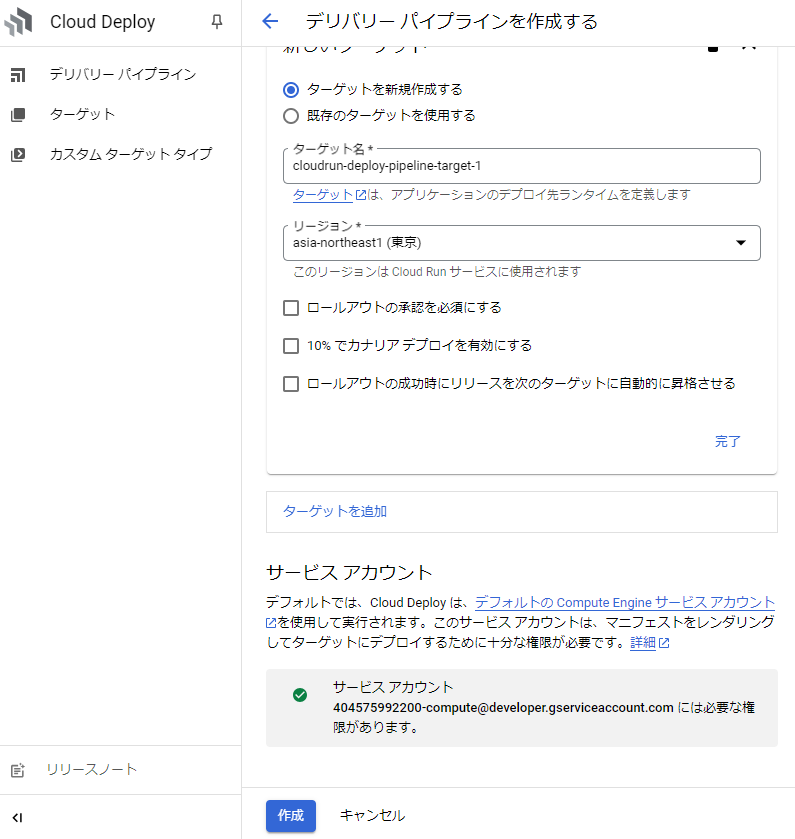 Cloud Deploy
デリバリー パイプラインを作成する
デリバリー パイプライン
ターゲット
カスタム ターゲット タイプ
新しいターゲット
ターゲットを新規作成する
既存のターゲットを使用する
ターゲット名 *
cloudrun-deploy-pipeline-target-1
ターゲットは、アプリケーションのデプロイ先ランタイムを定義します
リージョン *
asia-northeast1 (東京)
このリージョンは Cloud Run サービスに使用されます
ロールアウトの承認を必須にする
10% でカナリア デプロイを有効にする
ロールアウトの成功時にリリースを次のターゲットに自動的に昇格させる
完了
ターゲットを追加
サービス アカウント
デフォルトでは、Cloud Deploy は、デフォルトの Compute Engine サービス アカウント
を使用して実行されます。このサービス アカウントは、マニフェストをレンダリング
してターゲットにデプロイするために十分な権限が必要です。詳細
サービス アカウント
404575992200-compute@developer.gserviceaccount.com には必要な権
限があります。
リリースノート
作成
キャンセル